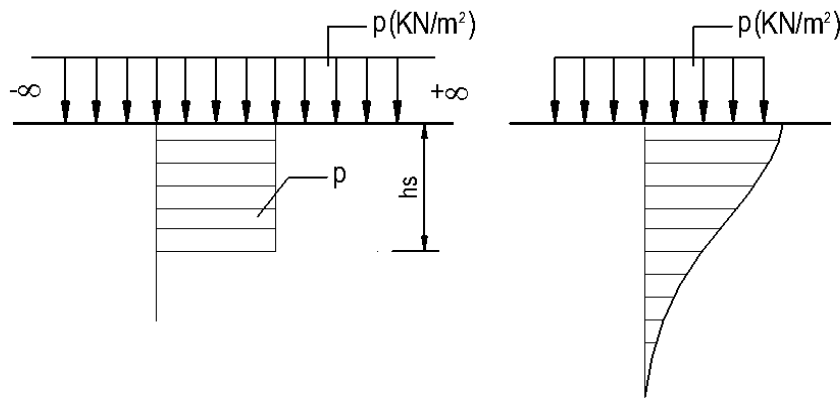 p(KN/m²)
p(KN/m²)
-∞
+∞
p
hs